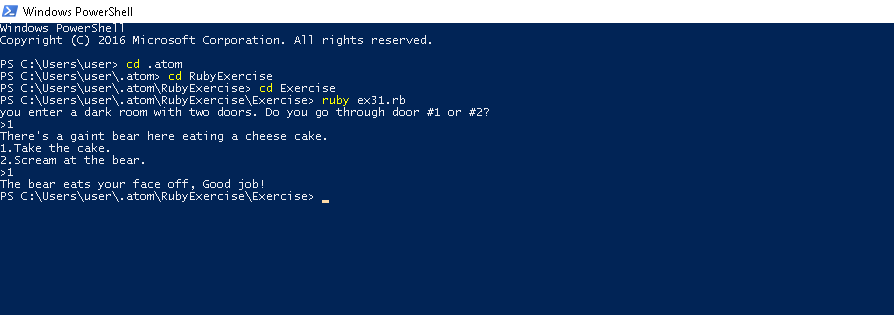 Windows PowerShell
Windows PowerShell
Copyright (C) 2016 Microsoft Corporation. All rights reserved.
PS C:\Users\user> cd .atom
PS C:\Users\user\.atom> cd RubyExercise
PS C:\Users\user\.atom\RubyExercise> cd Exercise
PS C:\Users\user\.atom\RubyExercise\Exercise> ruby ex31.rb
you enter a dark room with two doors. Do you go through door #1 or #2?
>1
There's a gaint bear here eating a cheese cake.
1.Take the cake.
2.Scream at the bear.
>1
The bear eats your face off, Good job!
PS C:\Users\user\.atom\RubyExercise\Exercise> _